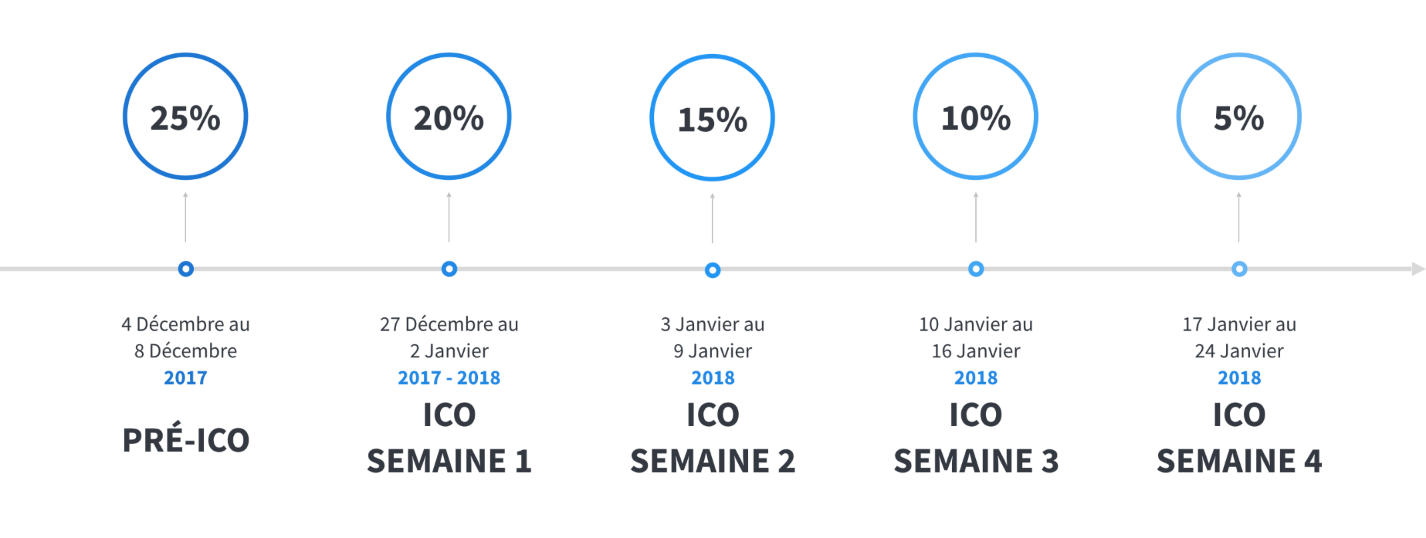 25%
20%
15%
10%
5%
4 Décembre au
8 Décembre
2017
PRÉ-ICO
27 Décembre au
2 Janvier
2017 - 2018
ICO
SEMAINE 1
3 Janvier au
9 Janvier
2018
ICO
SEMAINE 2
10 Janvier au
16 Janvier
2018
ICO
SEMAINE 3
17 Janvier au
24 Janvier
2018
ICO
SEMAINE 4